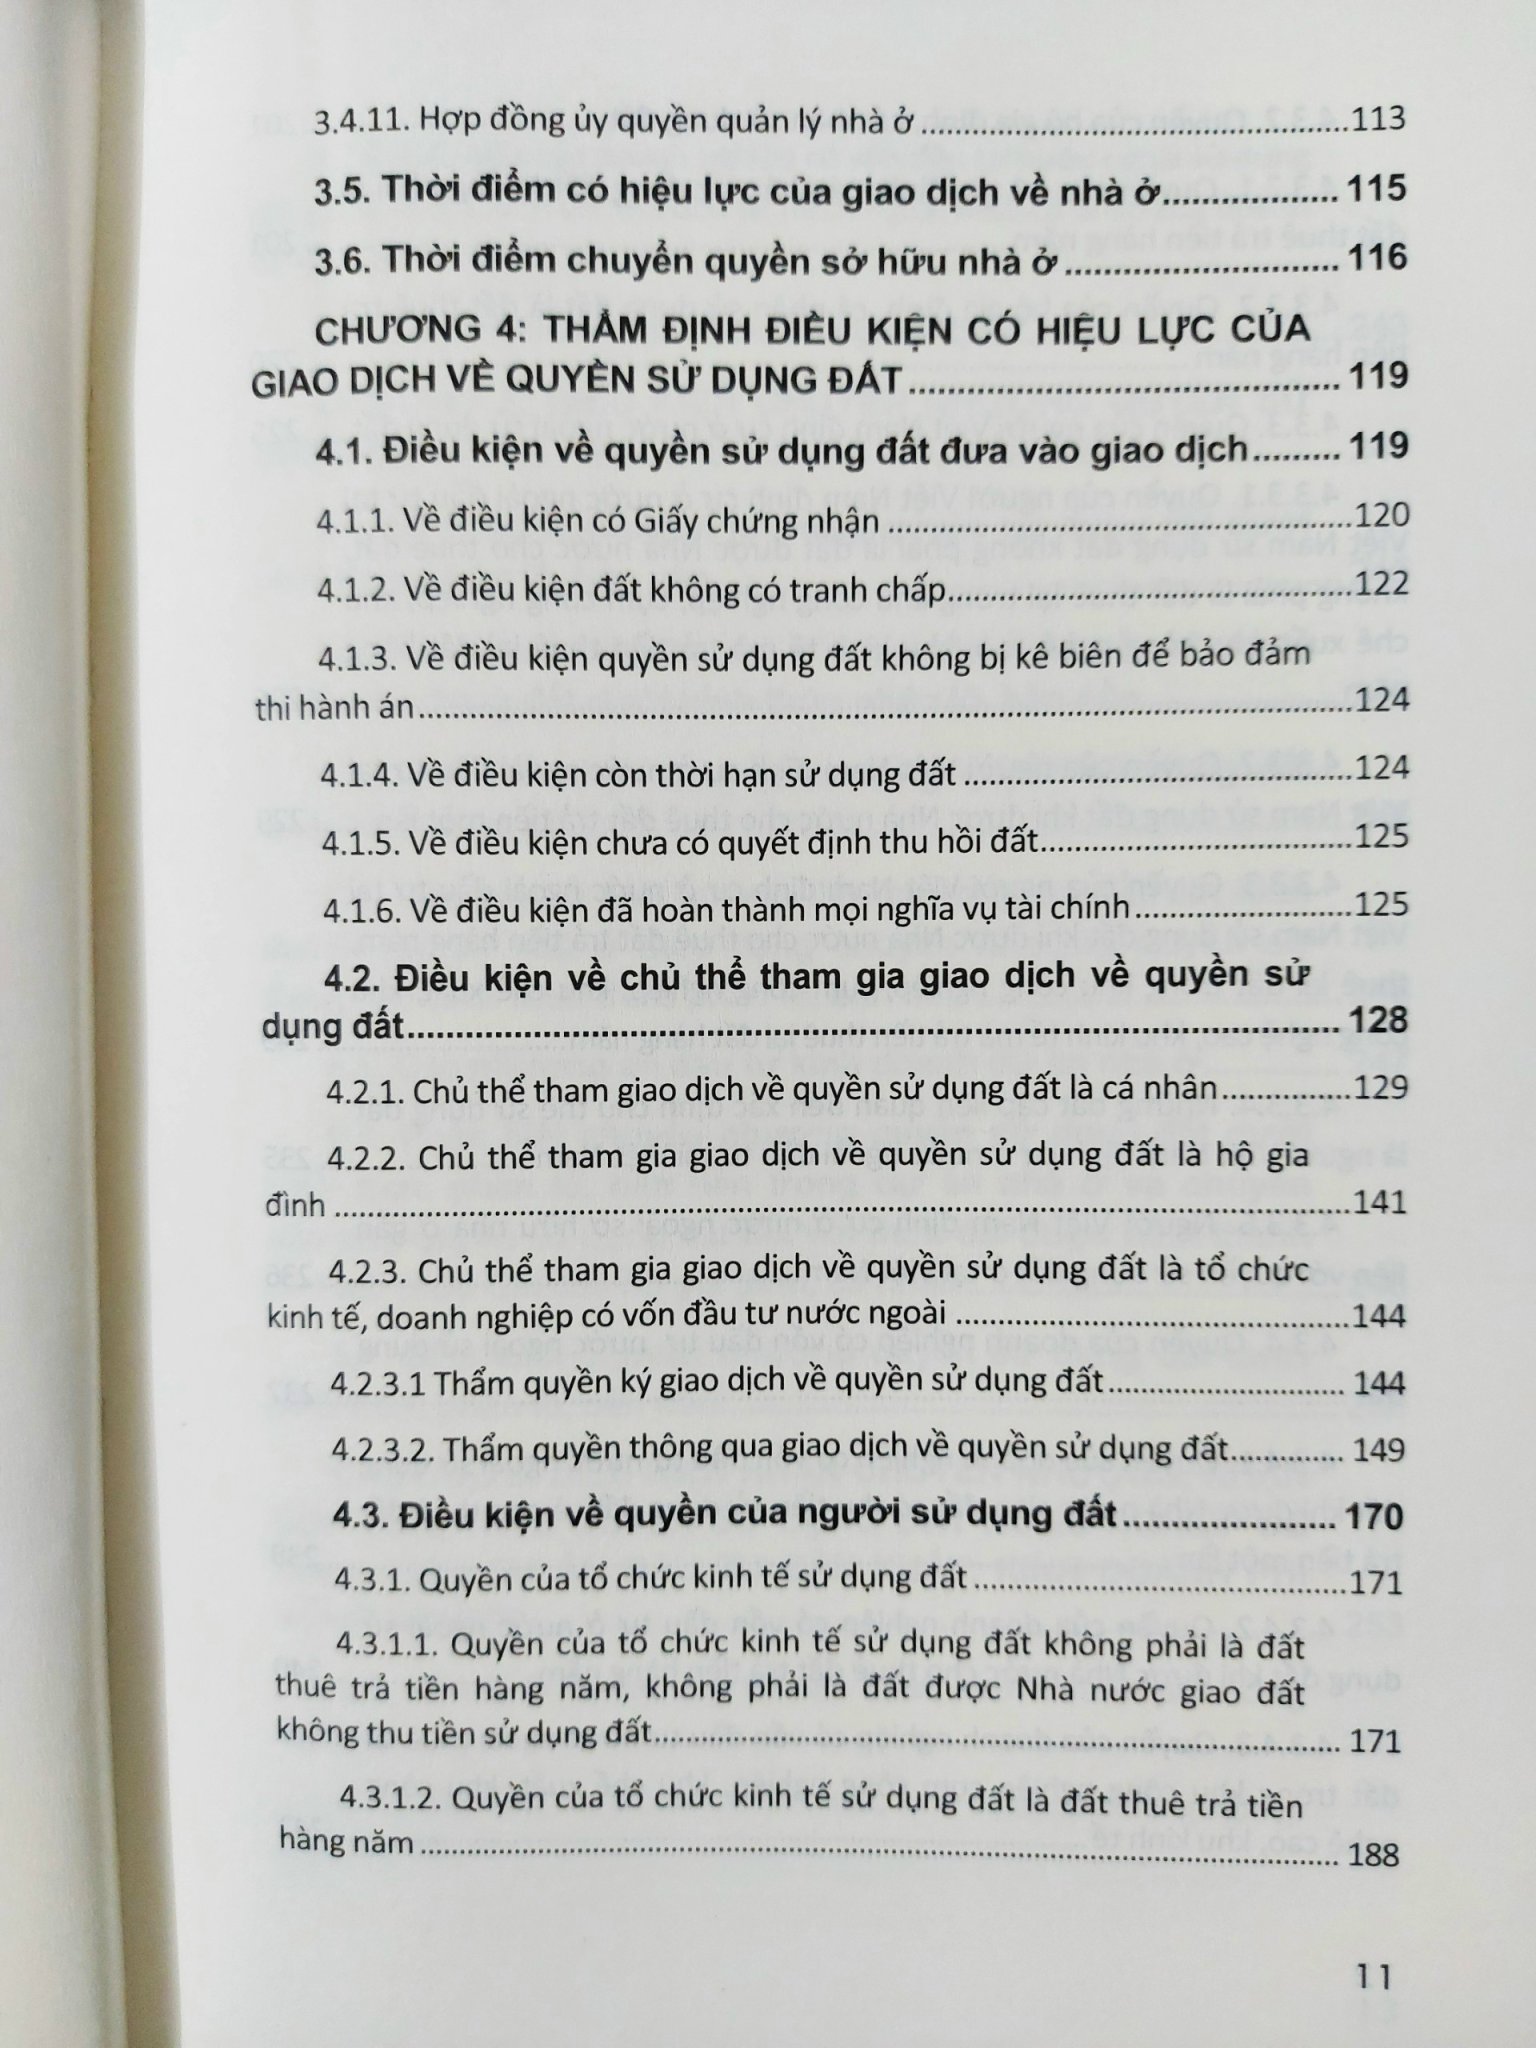 3.4.11. Hợp đồng ủy quyền quản lý nhà ở ........................................................113
3.5. Thời điểm có hiệu lực của giao dịch về nhà ở.................. 115
3.6. Thời điểm chuyển quyền sở hữu nhà ở ............................. 116
CHƯƠNG 4: THẨM ĐỊNH ĐIỀU KIỆN CÓ HIỆU LỰC CỦA
GIAO DỊCH VỀ QUYỀN SỬ DỤNG ĐẤT............................................. 119
4.1. Điều kiện về quyền sử dụng đất đưa vào giao dịch......... 119
4.1.1. Về điều kiện có Giấy chứng nhận ............................................................120
4.1.2. Về điều kiện đất không có tranh chấp.....................................................122
4.1.3. Về điều kiện quyền sử dụng đất không bị kê biên để bảo đảm
thi hành án..................................................................................................124
4.1.4. Về điều kiện còn thời hạn sử dụng đất ...................................................124
4.1.5. Về điều kiện chưa có quyết định thu hồi đất.........................................125
4.1.6. Về điều kiện đã hoàn thành mọi nghĩa vụ tài chính.............................125
4.2. Điều kiện về chủ thể tham gia giao dịch về quyền sử
dụng đất............................................................................................... 128
4.2.1. Chủ thể tham giao dịch về quyền sử dụng đất là cá nhân.................129
4.2.2. Chủ thể tham gia giao dịch về quyền sử dụng đất là hộ gia
đình ............................................................................................................141
4.2.3. Chủ thể tham gia giao dịch về quyền sử dụng đất là tổ chức
kinh tế, doanh nghiệp có vốn đầu tư nước ngoài ....................................................144
4.2.3.1 Thẩm quyền ký giao dịch về quyền sử dụng đất............................... 144
4.2.3.2. Thẩm quyền thông qua giao dịch về quyền sử dụng đất............... 149
4.3. Điều kiện về quyền của người sử dụng đất...................... 170
4.3.1. Quyền của tổ chức kinh tế sử dụng đất .................................................171
4.3.1.1. Quyền của tổ chức kinh tế sử dụng đất không phải là đất
thuê trả tiền hàng năm, không phải là đất được Nhà nước giao đất
không thu tiền sử dụng đất........................................................................................... 171
4.3.1.2. Quyền của tổ chức kinh tế sử dụng đất là đất thuê trả tiền
hàng năm ........................................................................................................................ 188
11